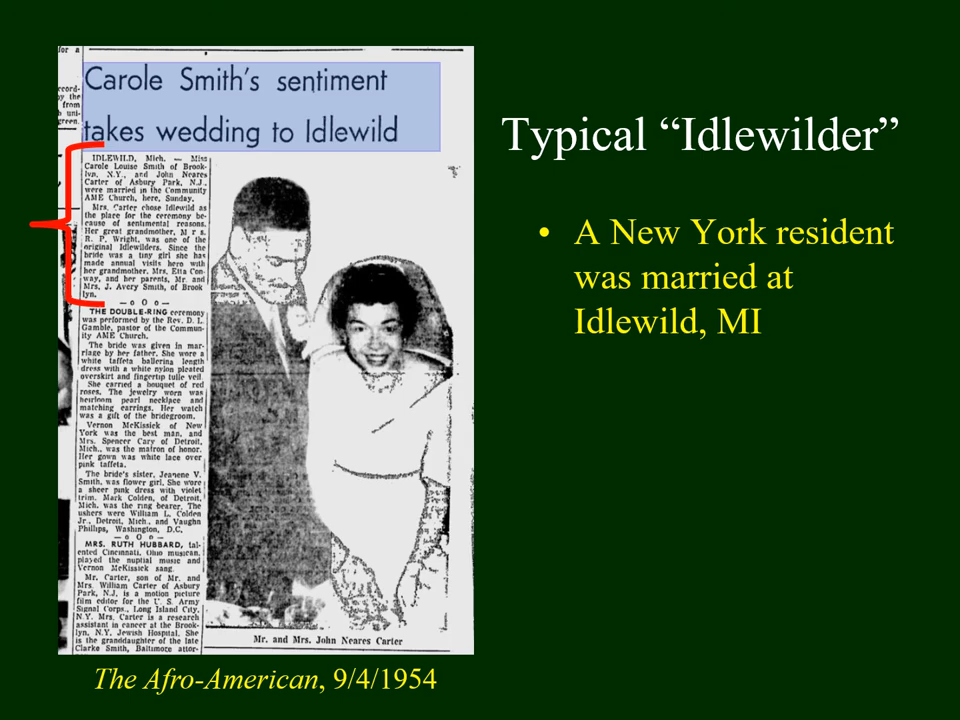 for a
ccord-
by the
from
h uni-
green.
Carole Smith's sentiment
takes wedding to Idlewild
IDLEWILD, Mich. — Miss
Carole Louise Smith of Brook-
lyn, N.Y., and John Neares
Carter of Asbury Park, N.J.,
were married in the Community
AME Church, here, Sunday.
Mrs. Carter chose Idlewild as
the place for the ceremony be-
cause of sentimental reasons.
Her great grandmother, Mrs.
R. P. Wright, was one of the
original Idlewilders. Since the
bride was a tiny girl she has
made annual visits here with
her grandmother, Mrs. Etta Con-
way, and her parents, Mr. and
Mrs. J. Avery Smith, of Brook
lyn.
—o O o—
THE DOUBLE-RING ceremony
was performed by the Rev. D. L.
Gamble, pastor of the Commun-
ity AME Church.
The bride was given in mar-
riage by her father. She wore a
white taffeta ballerina length
dress with a white nylon pleated
overskirt and fingertip tulle veil.
She carried a bouquet of red
roses. The jewelry worn was
heirloom pearl necklace and
matching earrings. Her watch
was a gift of the bridegroom.
Vernon McKissick of New
York was the best man, and
Mrs. Spencer Cary of Detroit,
Mich., was the matron of honor.
Her gown was white lace over
pink taffeta.
The bride's sister, Jeanene V.
Smith, was flower girl. She wore
a sheer pink dress with violet
trim. Mark Colden, of Detroit,
Mich. was the ring bearer. The
ushers were William L. Colden
Jr., Detroit, Mich., and Vaughn
Phillips, Washington, D.C.
—o O o—
MRS. RUTH HUBBARD, tal-
ented Cincinnati, Ohio musican,
played the nuptial music and
Vernon McKissick sang.
Mr. Carter, son of Mr. and
Mrs. William Carter of Asbury
Park, N.J., is a motion picture
film editor for the U. S. Army
Signal Corps., Long Island City,
N.Y. Mrs. Carter is a research
assistant in cancer at the Brook-
lyn, N.Y. Jewish Hospital. She
is the granddaughter of the late
Clarke Smith, Baltimore attor-
Mr. and Mrs. John Neares Carter
The Afro-American, 9/4/1954
Typical “Idlewilder”
• A New York resident
was married at
Idlewild, MI